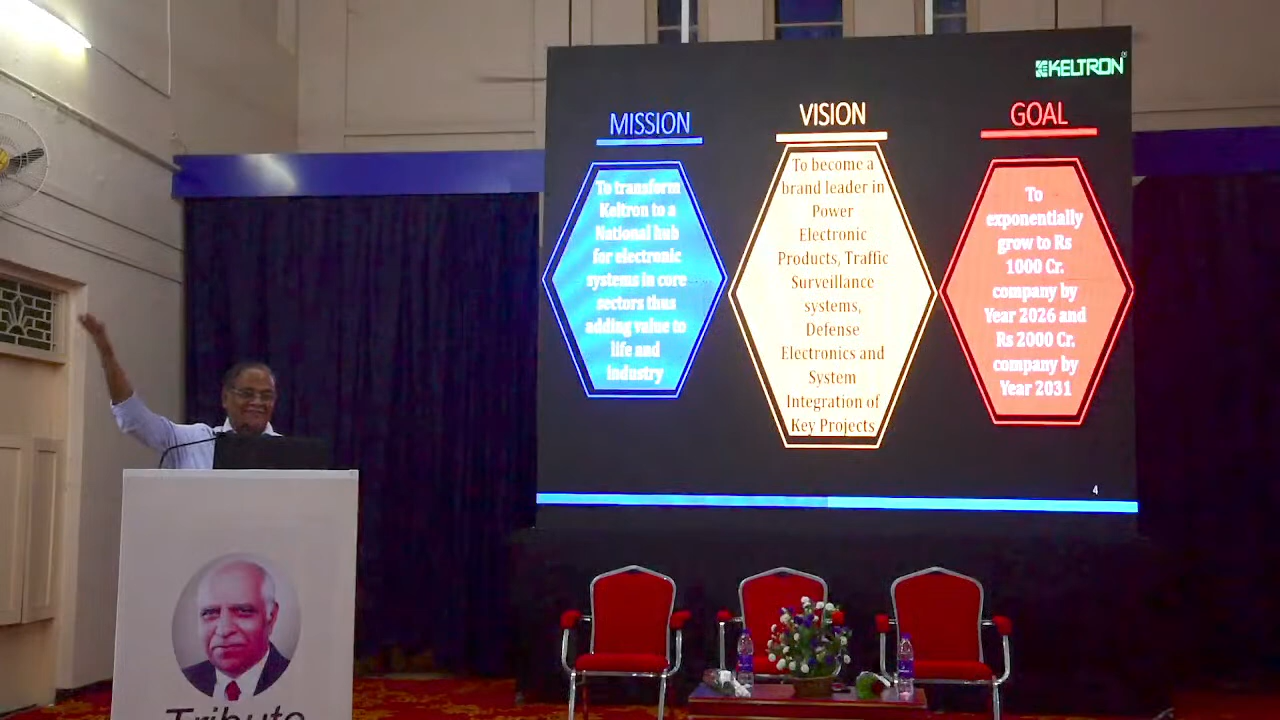 KELTRON
MISSION
To transform
Keltron to a
National hub
for electronic
systems in core
sectors thus
adding value to
life and
industry
VISION
To become a
brand leader in
Power
Electronic
Products, Traffic
Surveillance
systems,
Defense
Electronics and
System
Integration of
Key Projects
GOAL
To
exponentially
grow to Rs
1000 Cr.
company by
Year 2026 and
Rs 2000 Cr.
company by
Year 2031
4
Tribute